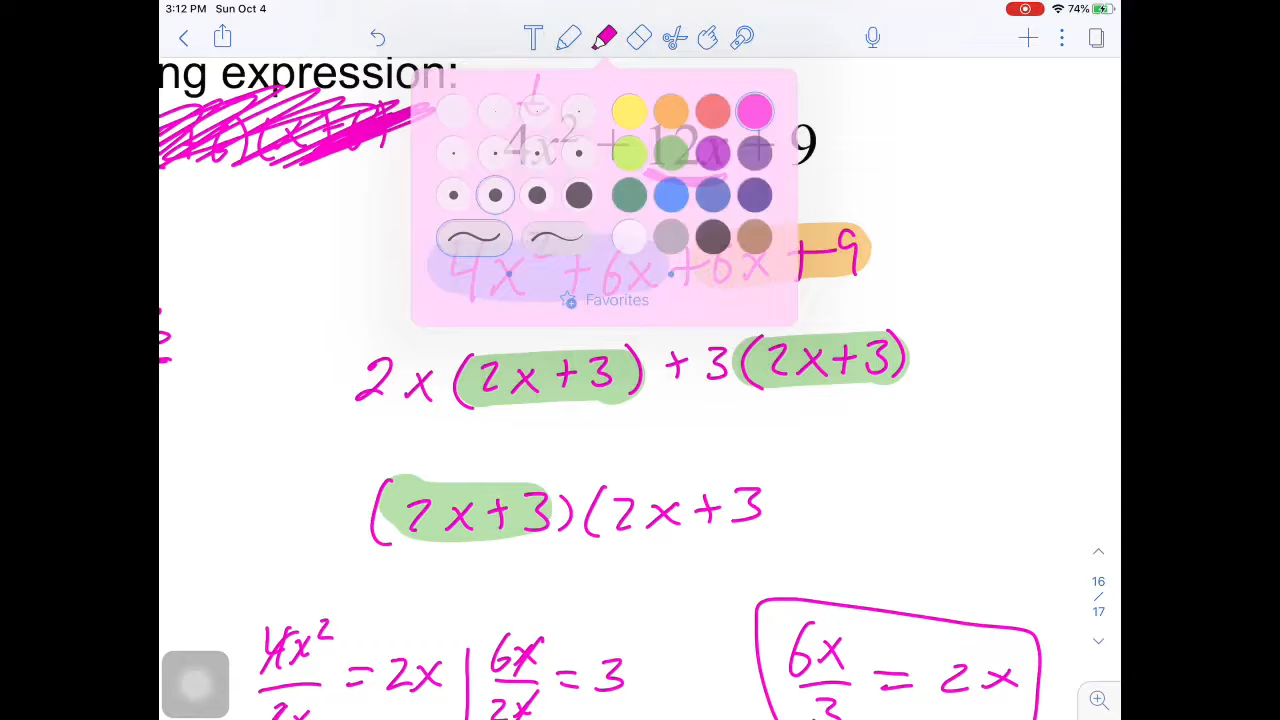 3:12 PM Sun Oct 4 74%
ng expression:
4x² + 12x + 9
4x² + 6x + 6x + 9
Favorites
2x (2x + 3) + 3 (2x + 3)
(2x + 3) (2x + 3
16
/
17
4x²/2x = 2x | 6x/2x = 3
6x/3 = 2x